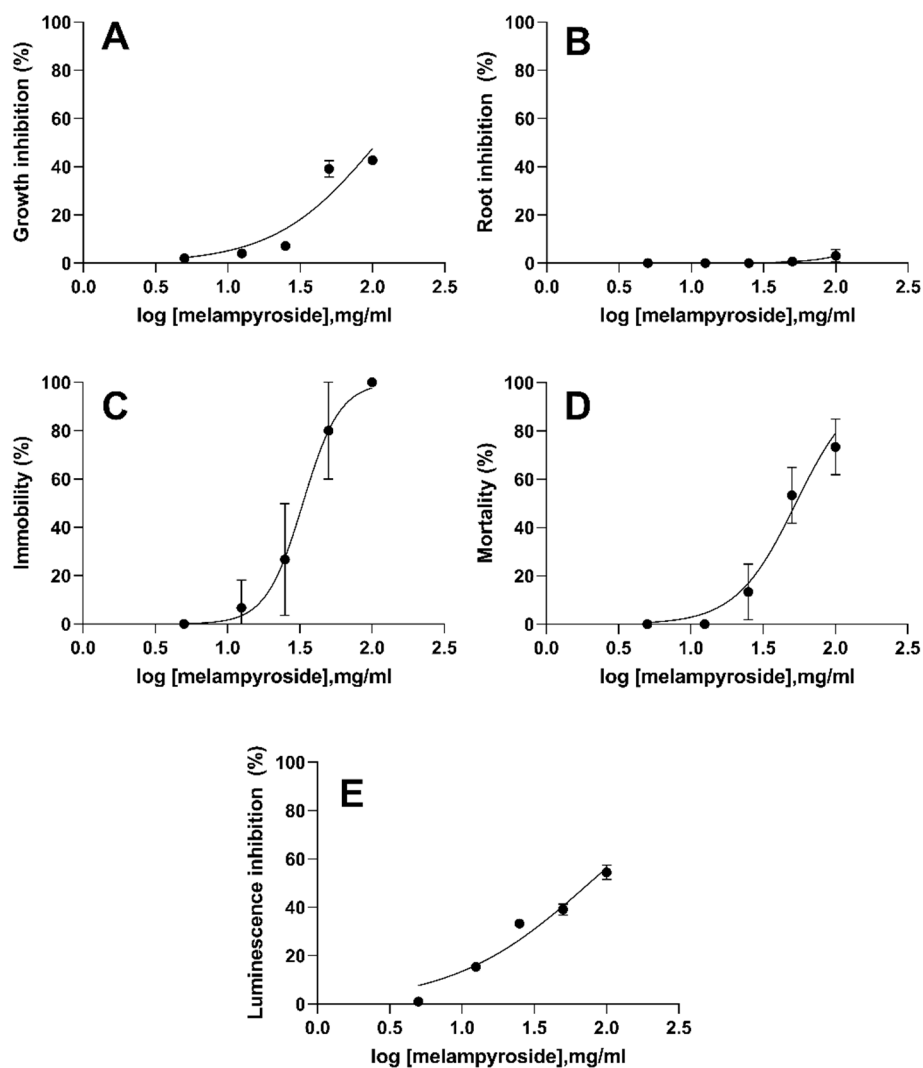 A
Growth inhibition (%)
100
80
60
40
20
0
0.0 0.5 1.0 1.5 2.0 2.5
log [melampyroside],mg/ml
B
Root inhibition (%)
100
80
60
40
20
0
0.0 0.5 1.0 1.5 2.0 2.5
log [melampyroside],mg/ml
C
Immobility (%)
100
80
60
40
20
0
0.0 0.5 1.0 1.5 2.0 2.5
log [melampyroside],mg/ml
D
Mortality (%)
100
80
60
40
20
0
0.0 0.5 1.0 1.5 2.0 2.5
log [melampyroside],mg/ml
E
Luminescence inhibition (%)
100
80
60
40
20
0
0.0 0.5 1.0 1.5 2.0 2.5
log [melampyroside],mg/ml